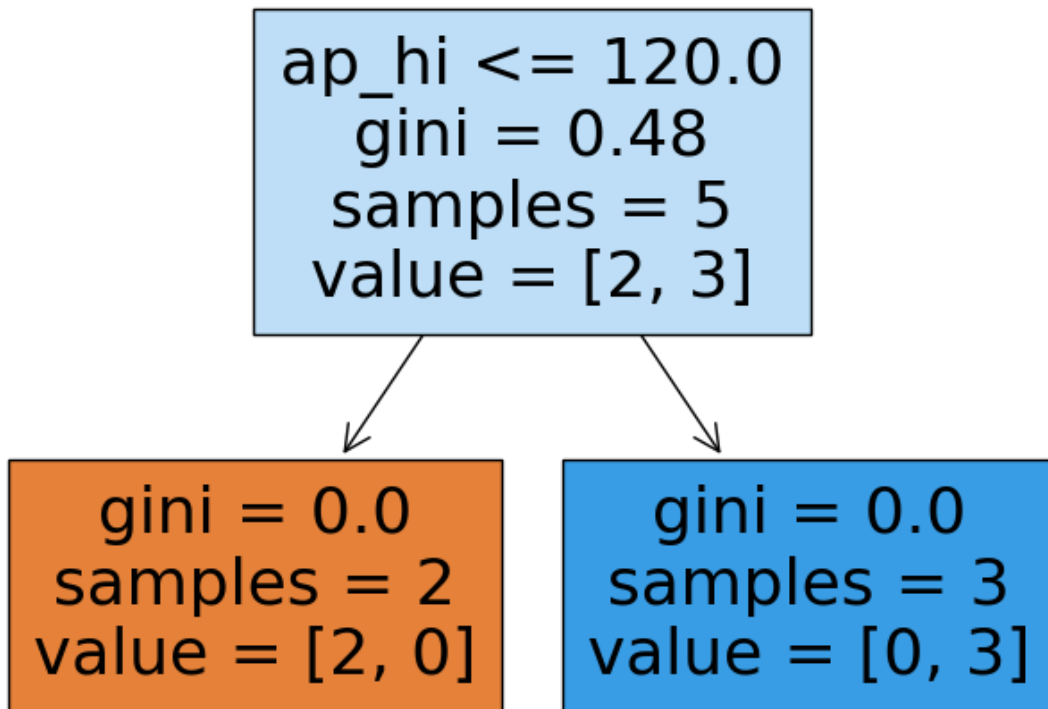 ap_hi <= 120.0
gini = 0.48
samples = 5
value = [2, 3]
gini = 0.0
samples = 2
value = [2, 0]
gini = 0.0
samples = 3
value = [0, 3]